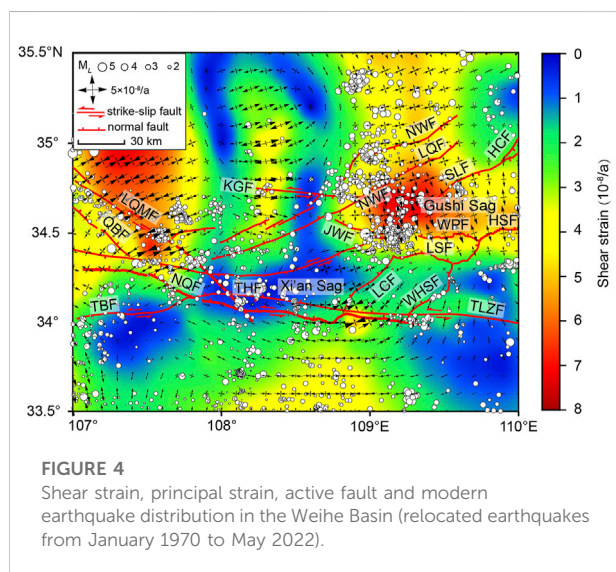 35.5°N
35°
34.5°
34°
33.5°
107°
108°
109°
110°E
M_L 5 4 3 2
5×10⁻⁸/a
strike-slip fault
normal fault
30 km
NWF
LQF
HCF
SLF
KGF
NWF
Gushi Sag
LQMF
QBF
JWF
WPF
HSF
LSF
NQF
THF
Xi'an Sag
LCF
WHSF
TBF
TLZF
0
1
2
3
4
5
6
7
8
Shear strain (10⁻⁸/a)
FIGURE 4
Shear strain, principal strain, active fault and modern
earthquake distribution in the Weihe Basin (relocated earthquakes
from January 1970 to May 2022).